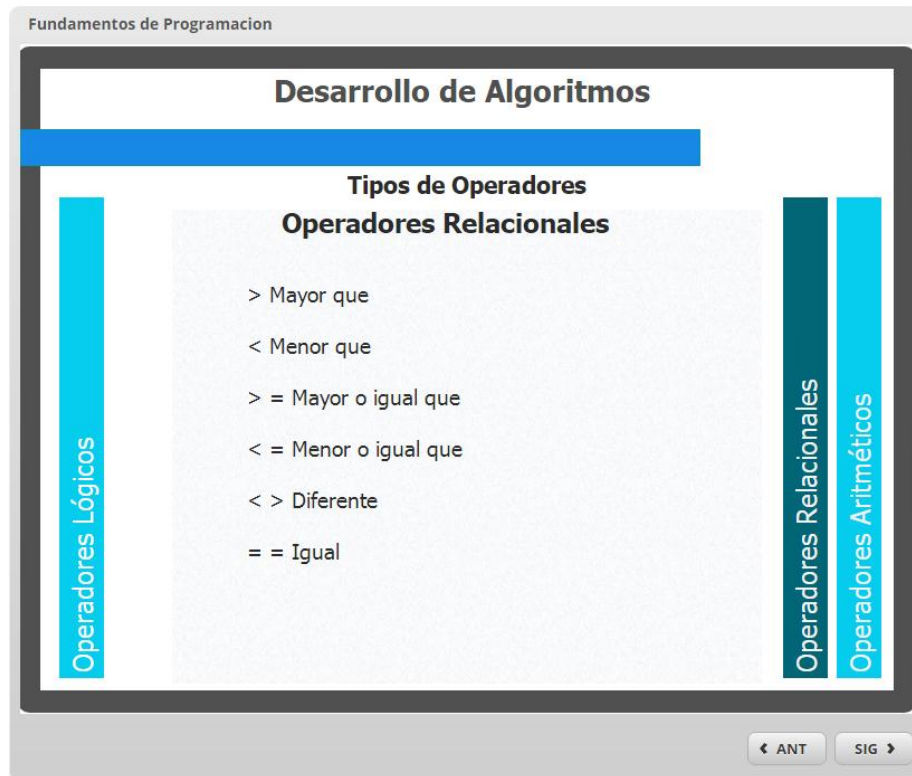 Fundamentos de Programacion
Desarrollo de Algoritmos
Tipos de Operadores
Operadores Relacionales
> Mayor que
< Menor que
> = Mayor o igual que
< = Menor o igual que
< > Diferente
= = Igual
Operadores Lógicos
Operadores Relacionales
Operadores Aritméticos
ANT
SIG